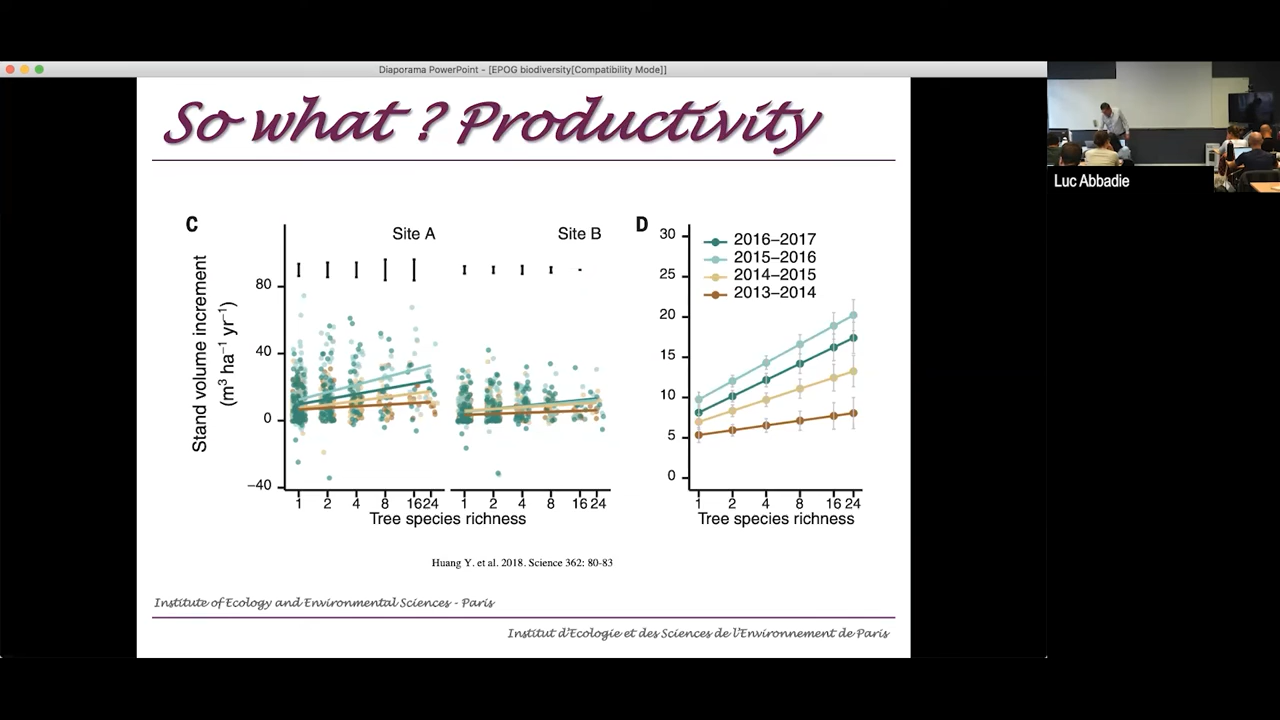 Diaporama PowerPoint - [EPOG biodiversity[Compatibility Mode]]
So what ? Productivity
Luc Abbadie
C
Site A
Site B
Stand volume increment
(m³ ha⁻¹ yr⁻¹)
80
40
0
−40
1 2 4 8 16 24
1 2 4 8 16 24
Tree species richness
D
2016–2017
2015–2016
2014–2015
2013–2014
30
25
20
15
10
5
0
1 2 4 8 16 24
Tree species richness
Huang Y. et al. 2018. Science 362: 80-83
Institute of Ecology and Environmental Sciences - Paris
Institut d'Ecologie et des Sciences de l'Environnement de Paris